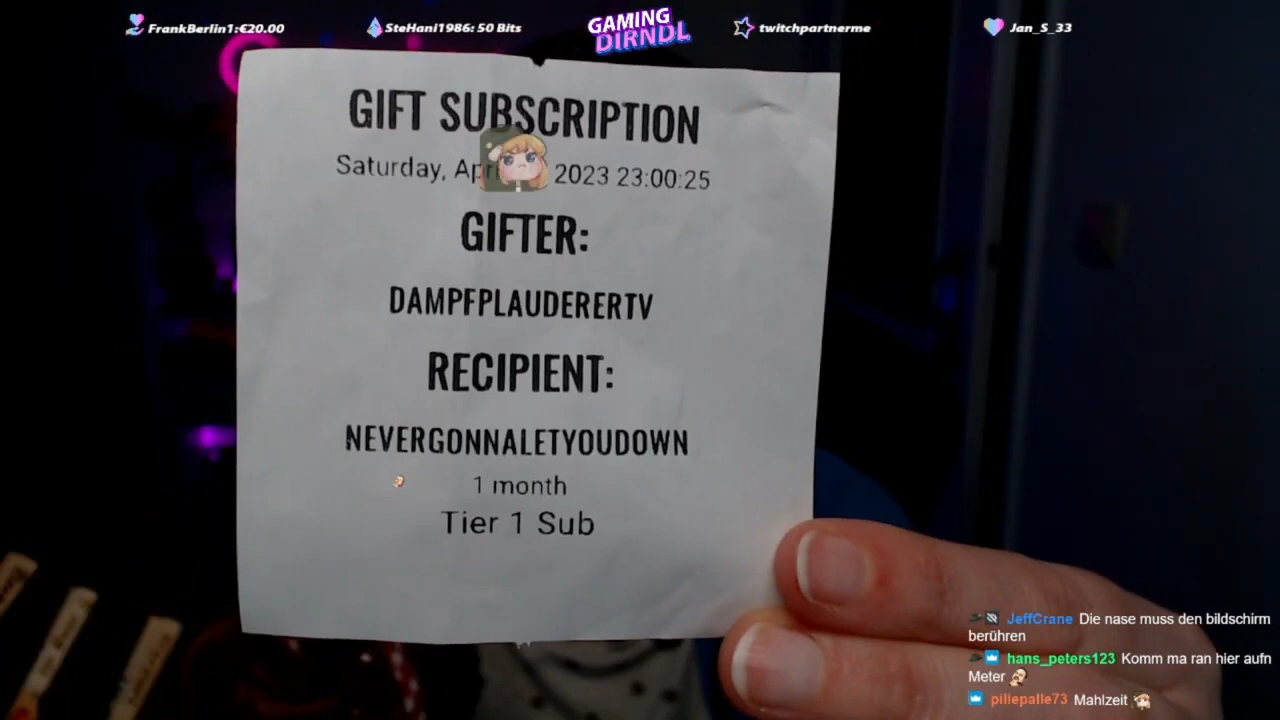 FrankBerlin1:€20.00
SteHani1986: 50 Bits
GAMING
DIRNDL
twitchpartnerme
Jan_S_33
GIFT SUBSCRIPTION
Saturday, Apr 2023 23:00:25
GIFTER:
DAMPFPLAUDERERTV
RECIPIENT:
NEVERGONNALETYOUDOWN
1 month
Tier 1 Sub
JeffCrane Die nase muss den bildschirm
berühren
hans_peters123 Komm ma ran hier aufn
Meter
pillepalle73 Mahlzeit